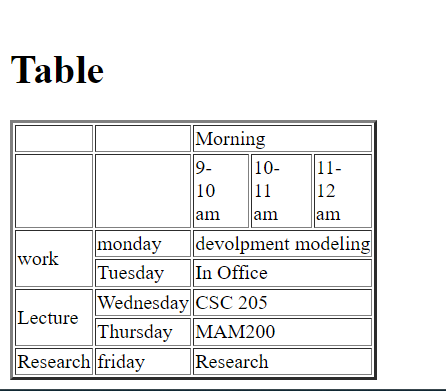 Table
Morning
9-10 am 10-11 am 11-12 am
work monday devolpment modeling
Tuesday In Office
Lecture Wednesday CSC 205
Thursday MAM200
Research friday Research